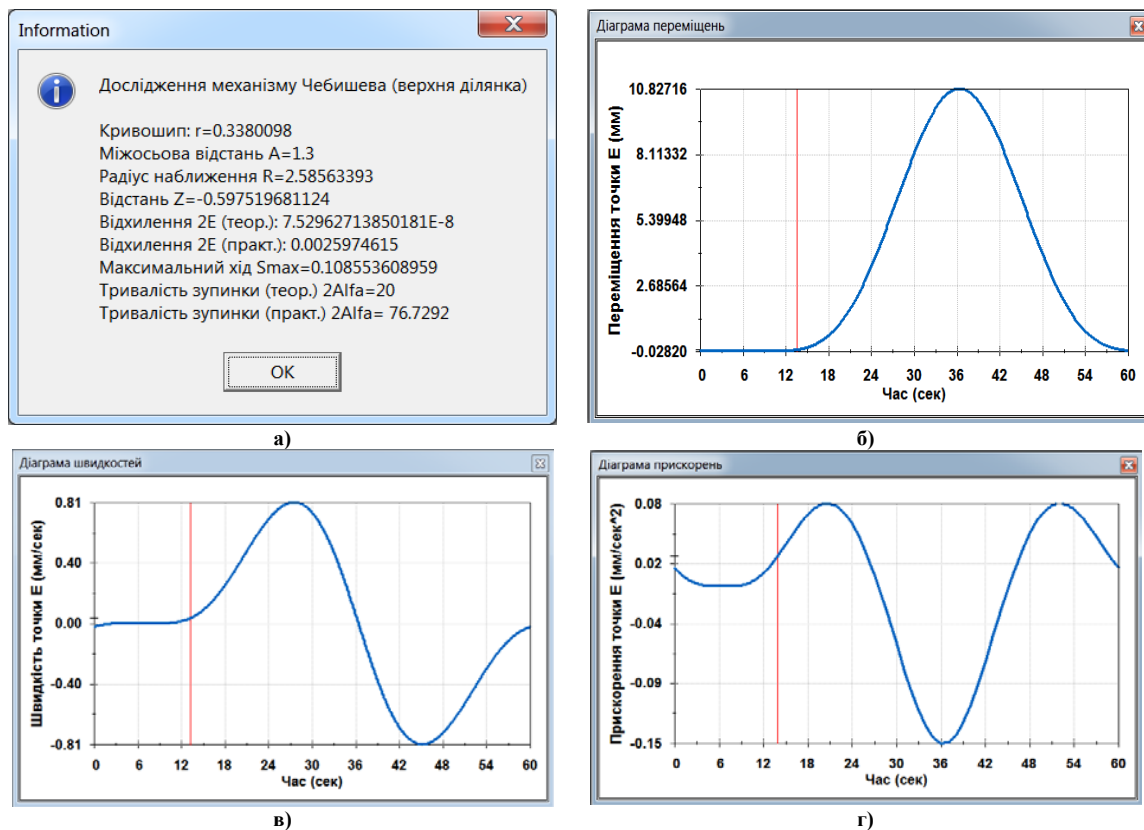 Information
Дослідження механізму Чебишева (верхня ділянка)
Кривошип: r=0.3380098
Міжосьова відстань A=1.3
Радіус наближення R=2.58563393
Відстань Z=-0.597519681124
Відхилення 2E (теор.): 7.52962713850181E-8
Відхилення 2E (практ.): 0.0025974615
Максимальний хід Smax=0.108553608959
Тривалість зупинки (теор.) 2Alfa=20
Тривалість зупинки (практ.) 2Alfa= 76.7292
OK
а)
Діаграма переміщень
Переміщення точки Е (мм)
10.82716
8.11332
5.39948
2.68564
-0.02820
0 6 12 18 24 30 36 42 48 54 60
Час (сек)
б)
Діаграма швидкостей
Швидкість точки Е (мм/сек)
0.81
0.40
0.00
-0.40
-0.81
0 6 12 18 24 30 36 42 48 54 60
Час (сек)
в)
Діаграма прискорень
Прискорення точки Е (мм/сек^2)
0.08
0.02
-0.04
-0.09
-0.15
0 6 12 18 24 30 36 42 48 54 60
Час (сек)
г)